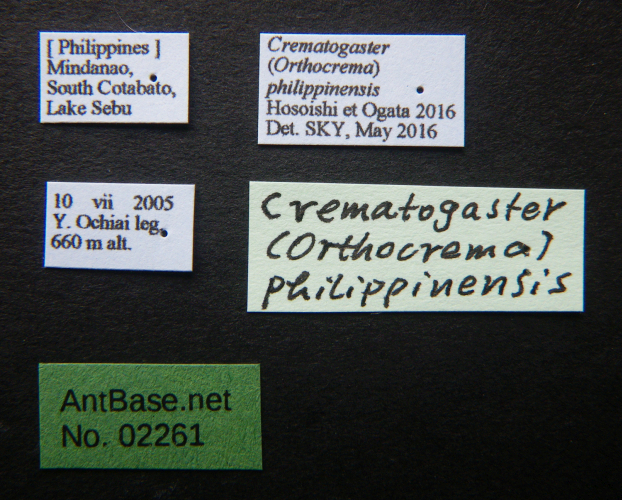 [ Philippines ]
Mindanao,
South Cotabato,
Lake Sebu
Crematogaster
(Orthocrema)
philippinensis
Hosoishi et Ogata 2016
Det. SKY, May 2016
10 vii 2005
Y. Ochiai leg.
660 m alt.
Crematogaster
(Orthocrema)
philippinensis
AntBase.net
No. 02261